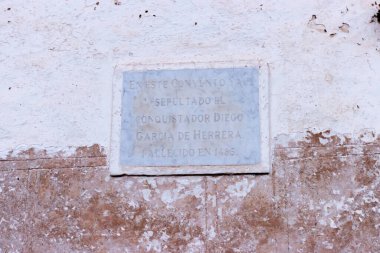 EN ESTE CONVENTO YACE
SEPULTADO EL
CONQUISTADOR DIEGO
GARCIA DE HERRERA
FALLECIDO EN 1485